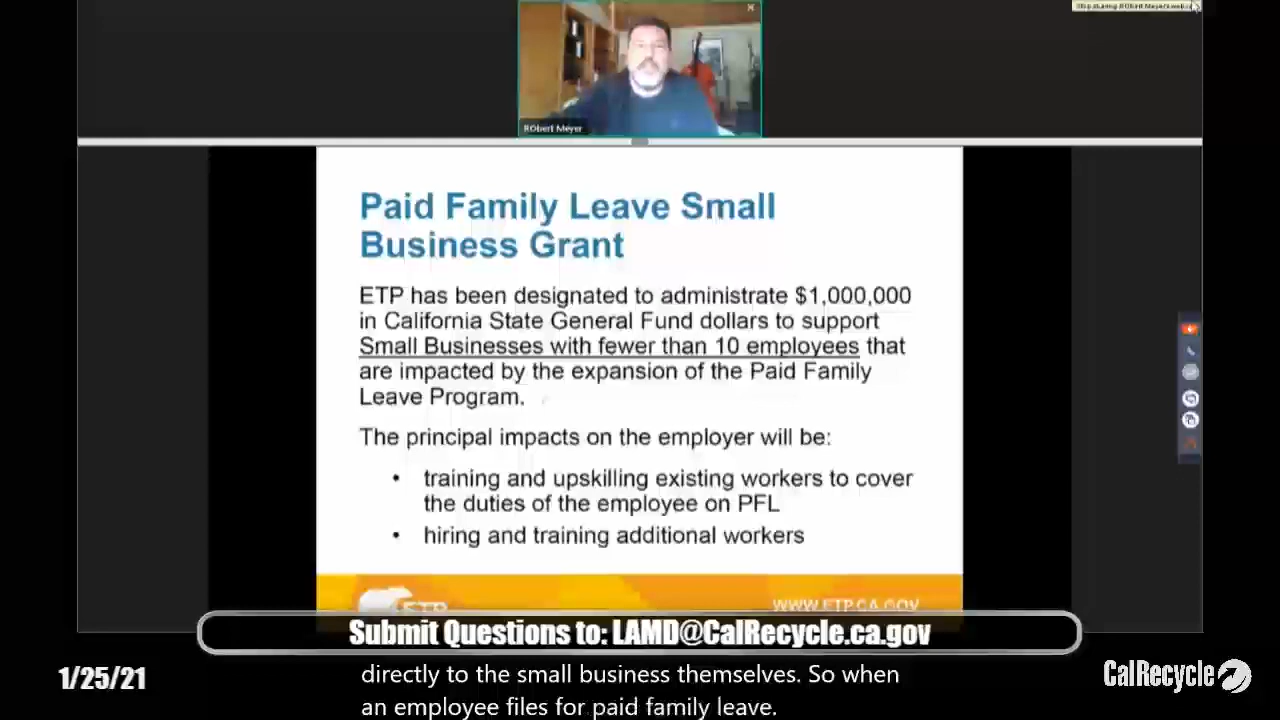 RObert Meyer
Paid Family Leave Small
Business Grant
ETP has been designated to administrate $1,000,000
in California State General Fund dollars to support
Small Businesses with fewer than 10 employees that
are impacted by the expansion of the Paid Family
Leave Program.
The principal impacts on the employer will be:
• training and upskilling existing workers to cover
the duties of the employee on PFL
• hiring and training additional workers
ETP
WWW.ETP.CA.GOV
Submit Questions to: LAMD@CalRecycle.ca.gov
directly to the small business themselves. So when
an employee files for paid family leave.
1/25/21
CalRecycle